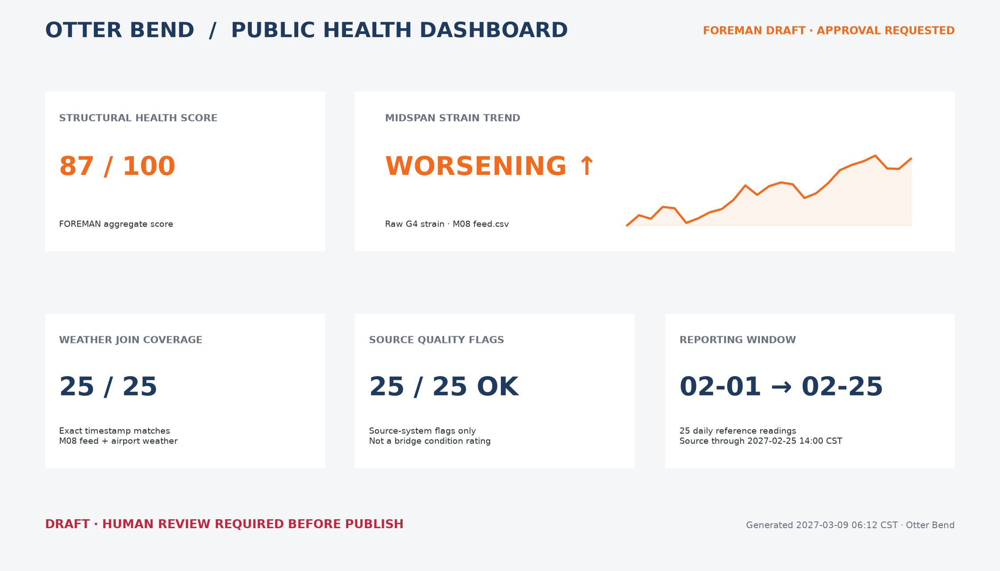 OTTER BEND / PUBLIC HEALTH DASHBOARD
FOREMAN DRAFT · APPROVAL REQUESTED
STRUCTURAL HEALTH SCORE
87 / 100
FOREMAN aggregate score
MIDSPAN STRAIN TREND
WORSENING ↑
Raw G4 strain · M08 feed.csv
WEATHER JOIN COVERAGE
25 / 25
Exact timestamp matches
M08 feed + airport weather
SOURCE QUALITY FLAGS
25 / 25 OK
Source-system flags only
Not a bridge condition rating
REPORTING WINDOW
02-01 → 02-25
25 daily reference readings
Source through 2027-02-25 14:00 CST
DRAFT · HUMAN REVIEW REQUIRED BEFORE PUBLISH
Generated 2027-03-09 06:12 CST · Otter Bend